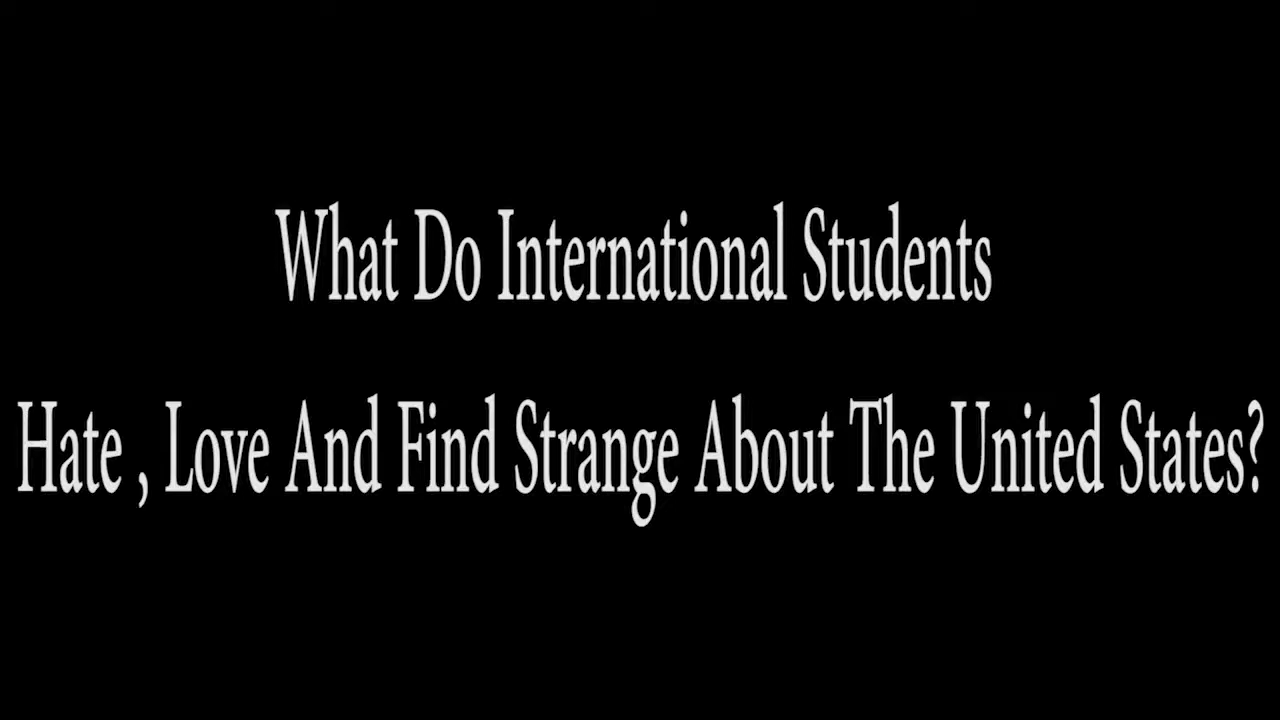 What Do International Students
Hate , Love And Find Strange About The United States?